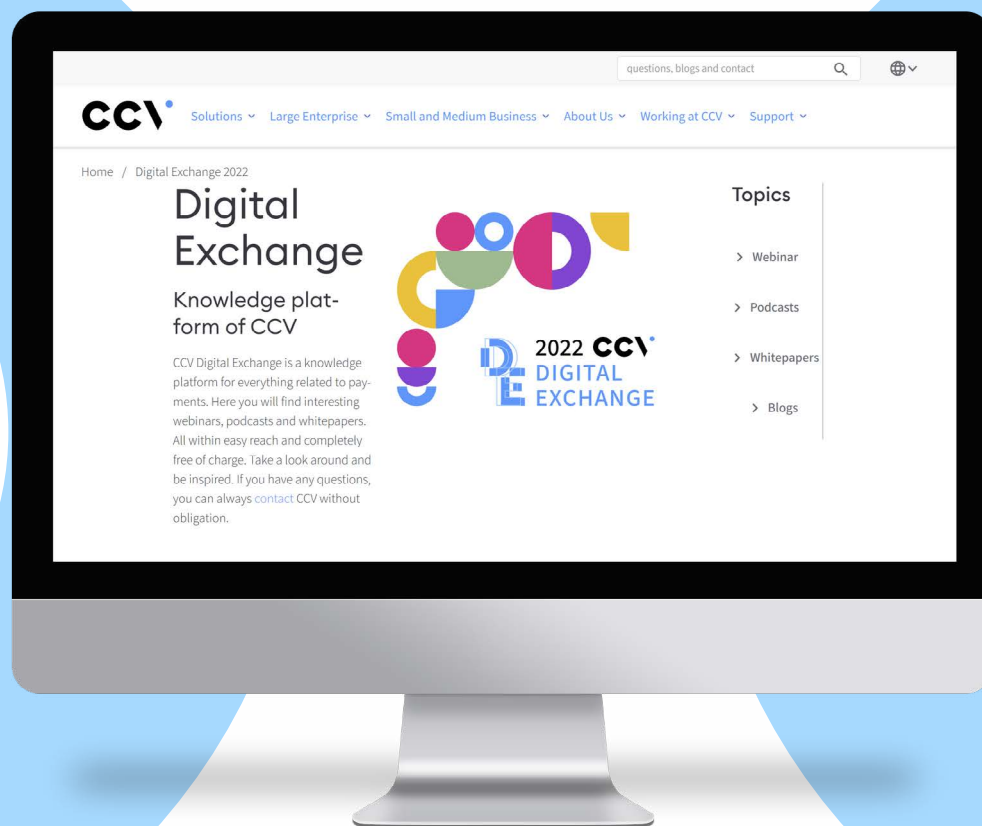 questions, blogs and contact
CCV
Solutions
Large Enterprise
Small and Medium Business
About Us
Working at CCV
Support
Home / Digital Exchange 2022
Digital
Exchange
Knowledge plat-
form of CCV
CCV Digital Exchange is a knowledge
platform for everything related to pay-
ments. Here you will find interesting
webinars, podcasts and whitepapers.
All within easy reach and completely
free of charge. Take a look around and
be inspired. If you have any questions,
you can always contact CCV without
obligation.
DE
2022 CCV
DIGITAL
EXCHANGE
Topics
> Webinar
> Podcasts
> Whitepapers
> Blogs